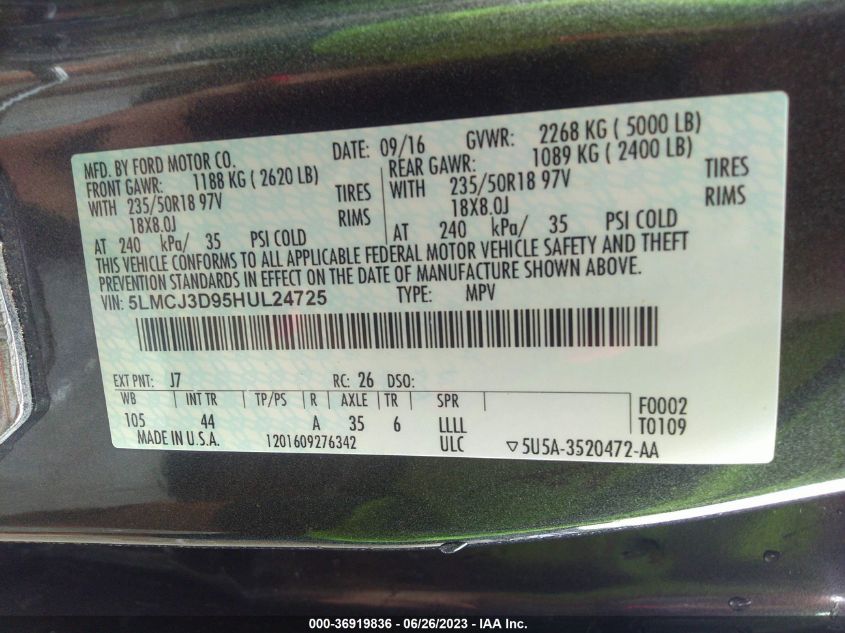 MFD. BY FORD MOTOR CO. DATE: 09/16 GVWR: 2268 KG ( 5000 LB)
FRONT GAWR: 1188 KG ( 2620 LB) REAR GAWR: 1089 KG ( 2400 LB)
WITH 235/50R18 97V TIRES WITH 235/50R18 97V TIRES
18X8.0J RIMS 18X8.0J RIMS
AT 240 kPa/ 35 PSI COLD AT 240 kPa/ 35 PSI COLD
THIS VEHICLE CONFORMS TO ALL APPLICABLE FEDERAL MOTOR VEHICLE SAFETY AND THEFT
PREVENTION STANDARDS IN EFFECT ON THE DATE OF MANUFACTURE SHOWN ABOVE.
VIN: 5LMCJ3D95HUL24725 TYPE: MPV
EXT PNT: J7 RC: 26 DSO:
WB INT TR TP/PS R AXLE TR SPR F0002
105 44 A 35 6 LLLL T0109
MADE IN U.S.A. 1201609276342 ULC ▽5U5A-3520472-AA
000-36919836 - 06/26/2023 - IAA Inc.